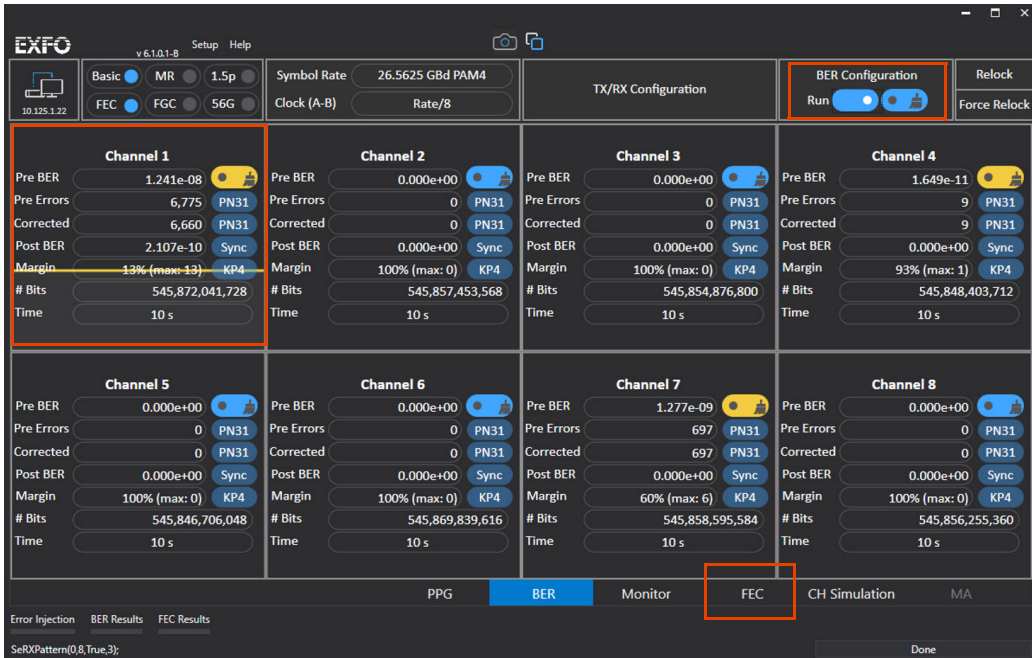 EXFO
v 6.1.0.1-B
Setup Help
10.125.1.22
Basic MR 1.5p
FEC FGC 56G
Symbol Rate 26.5625 GBd PAM4
Clock (A-B) Rate/8
TX/RX Configuration
BER Configuration
Run
Relock
Force Relock
Channel 1
Pre BER 1.241e-08
Pre Errors 6,775 PN31
Corrected 6,660 PN31
Post BER 2.107e-10 Sync
Margin 13% (max: 13) KP4
# Bits 545,872,041,728
Time 10 s
Channel 2
Pre BER 0.000e+00
Pre Errors 0 PN31
Corrected 0 PN31
Post BER 0.000e+00 Sync
Margin 100% (max: 0) KP4
# Bits 545,857,453,568
Time 10 s
Channel 3
Pre BER 0.000e+00
Pre Errors 0 PN31
Corrected 0 PN31
Post BER 0.000e+00 Sync
Margin 100% (max: 0) KP4
# Bits 545,854,876,800
Time 10 s
Channel 4
Pre BER 1.649e-11
Pre Errors 9 PN31
Corrected 9 PN31
Post BER 0.000e+00 Sync
Margin 93% (max: 1) KP4
# Bits 545,848,403,712
Time 10 s
Channel 5
Pre BER 0.000e+00
Pre Errors 0 PN31
Corrected 0 PN31
Post BER 0.000e+00 Sync
Margin 100% (max: 0) KP4
# Bits 545,846,706,048
Time 10 s
Channel 6
Pre BER 0.000e+00
Pre Errors 0 PN31
Corrected 0 PN31
Post BER 0.000e+00 Sync
Margin 100% (max: 0) KP4
# Bits 545,869,839,616
Time 10 s
Channel 7
Pre BER 1.277e-09
Pre Errors 697 PN31
Corrected 697 PN31
Post BER 0.000e+00 Sync
Margin 60% (max: 6) KP4
# Bits 545,858,595,584
Time 10 s
Channel 8
Pre BER 0.000e+00
Pre Errors 0 PN31
Corrected 0 PN31
Post BER 0.000e+00 Sync
Margin 100% (max: 0) KP4
# Bits 545,856,255,360
Time 10 s
PPG BER Monitor FEC CH Simulation MA
Error Injection BER Results FEC Results
SeRXPattern(0,8,True,3);
Done